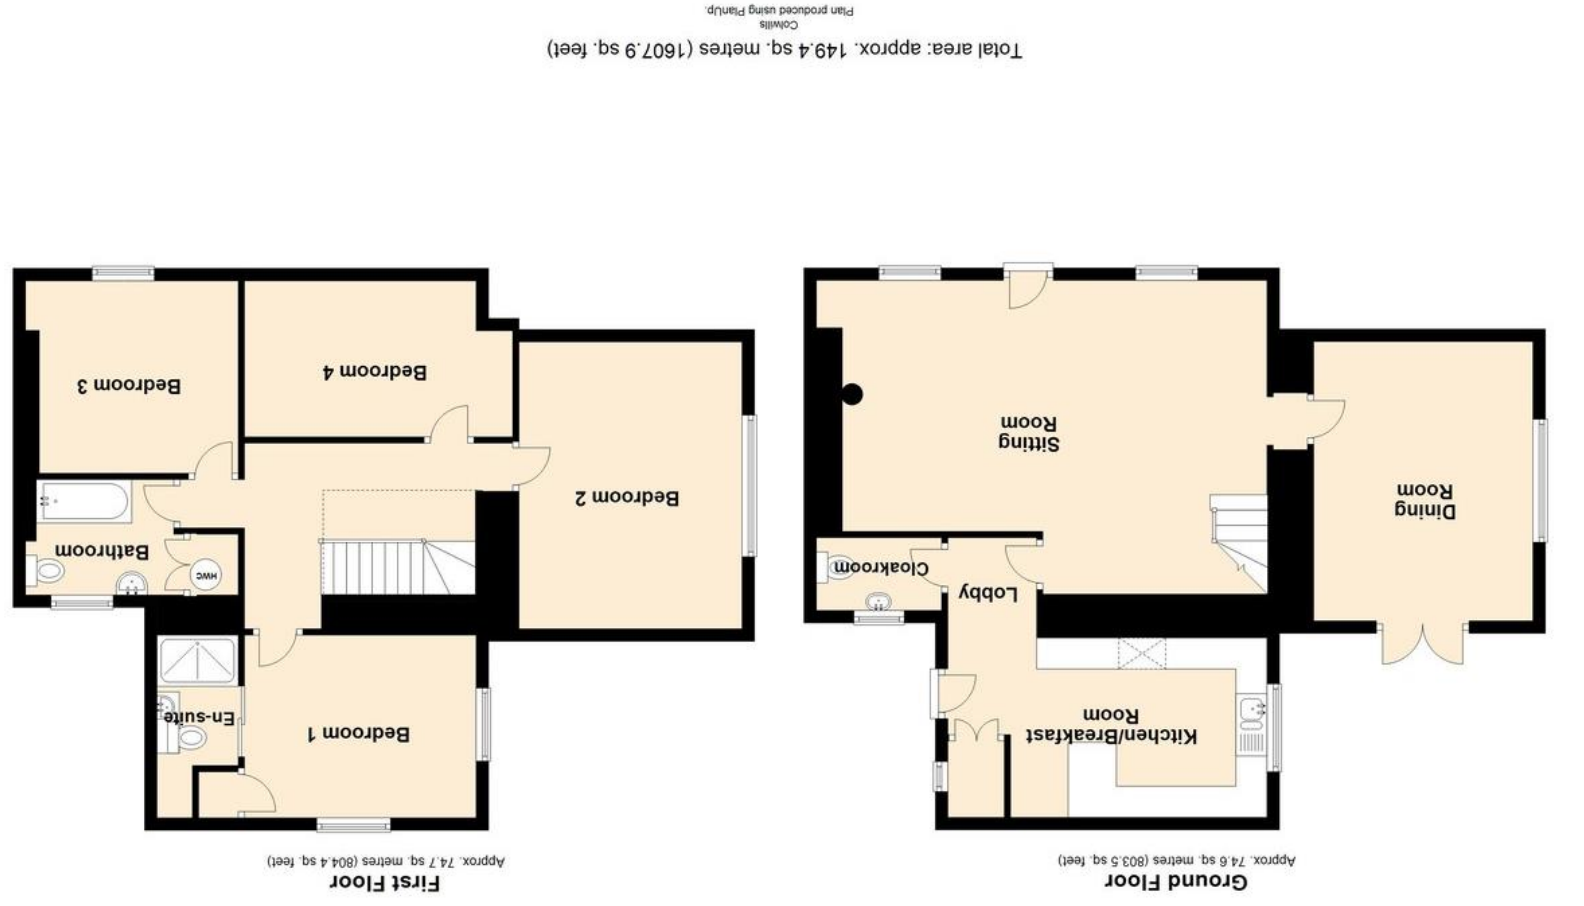 Ground Floor
Approx. 74.6 sq. metres (803.5 sq. feet)
Kitchen/Breakfast
Room
Lobby
Cloakroom
Dining
Room
Sitting
Room
First Floor
Approx. 74.7 sq. metres (804.4 sq. feet)
Bedroom 1
En-suite
HWC
Bathroom
Bedroom 2
Bedroom 3
Bedroom 4
Total area: approx. 149.4 sq. metres (1607.9 sq. feet)
Colwills
Plan produced using PlanUp.